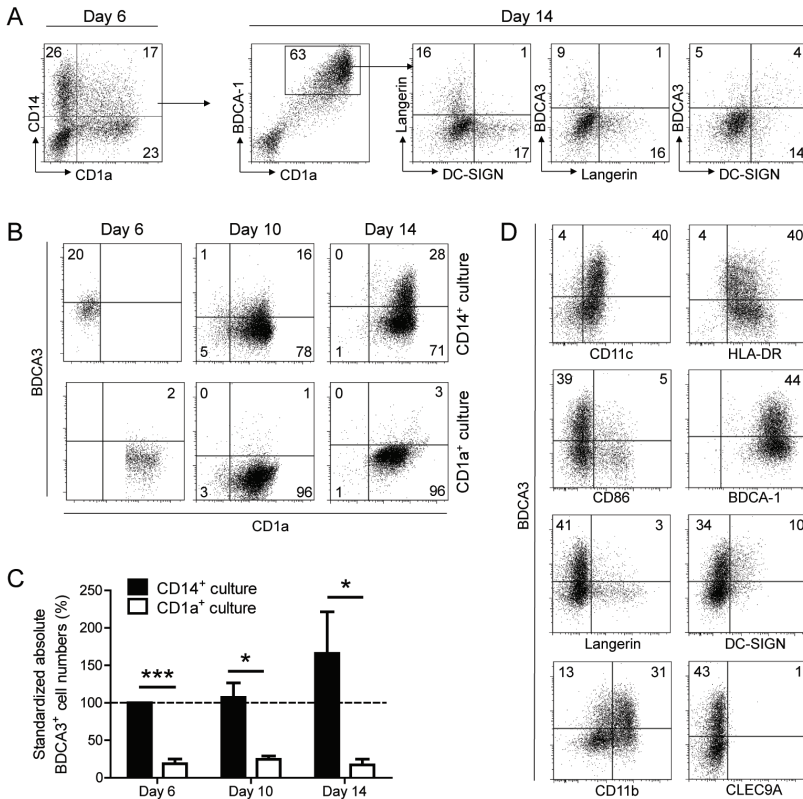 A
Day 6
Day 14
26 17
23
CD14
CD1a
63
BDCA-1
CD1a
16 1
17
Langerin
DC-SIGN
9 1
16
BDCA3
Langerin
5 4
14
BDCA3
DC-SIGN
B
Day 6 Day 10 Day 14
20
1 16
5 78
0 28
1 71
CD14⁺ culture
2
0 1
3 96
0 3
1 96
CD1a⁺ culture
BDCA3
CD1a
C
CD14⁺ culture
CD1a⁺ culture
Standardized absolute
BDCA3⁺ cell numbers (%)
250
200
150
100
50
0
***
*
*
Day 6 Day 10 Day 14
D
4 40
CD11c
4 40
HLA-DR
39 5
CD86
44
BDCA-1
41 3
Langerin
34 10
DC-SIGN
13 31
CD11b
43 1
CLEC9A
BDCA3